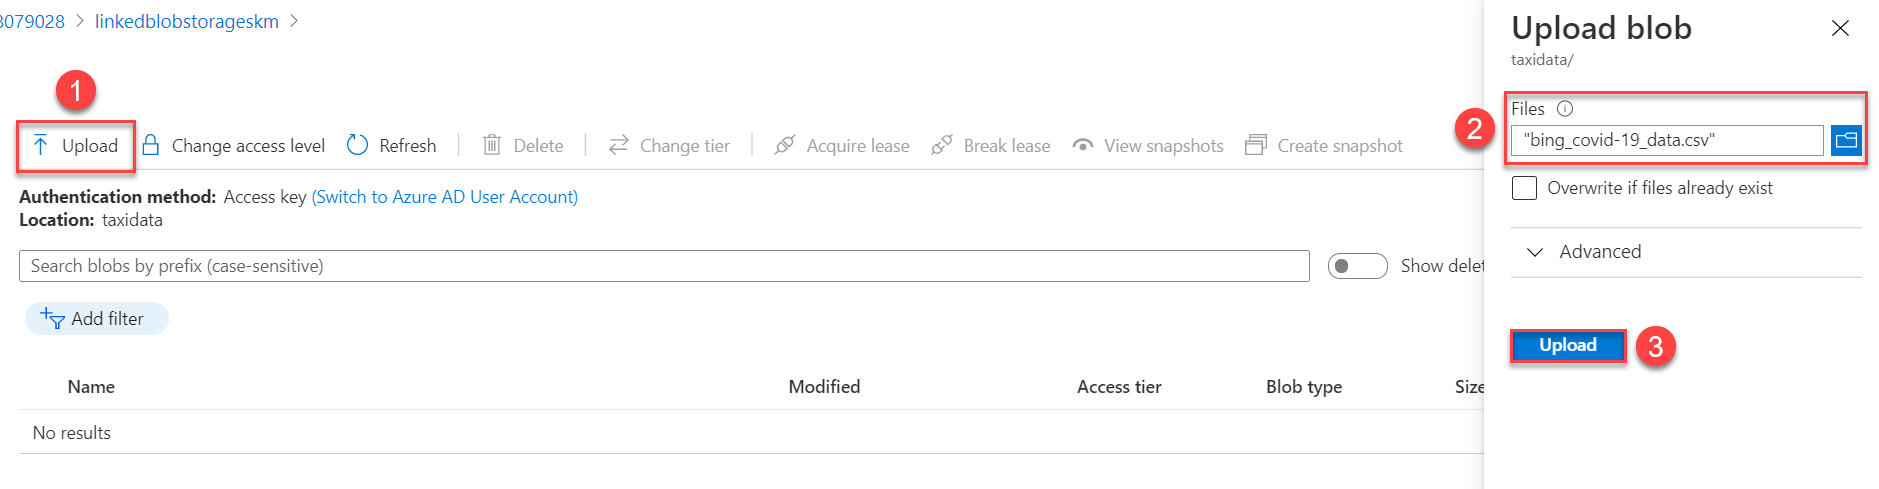 3079028 > linkedblobstorageskm >
1
Upload Change access level Refresh Delete Change tier Acquire lease Break lease View snapshots Create snapshot
Authentication method: Access key (Switch to Azure AD User Account)
Location: taxidata
Search blobs by prefix (case-sensitive) Show delet
Add filter
Name Modified Access tier Blob type Size
No results
Upload blob
taxidata/
Files
2
"bing_covid-19_data.csv"
Overwrite if files already exist
Advanced
Upload 3